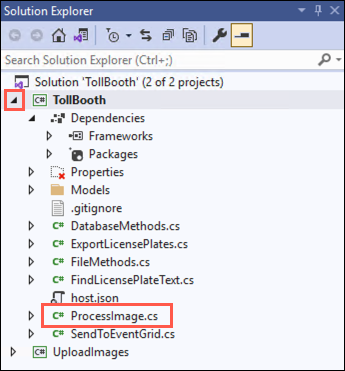 Solution Explorer
Search Solution Explorer (Ctrl+;)
Solution 'TollBooth' (2 of 2 projects)
C# TollBooth
Dependencies
Frameworks
Packages
Properties
Models
.gitignore
C# DatabaseMethods.cs
C# ExportLicensePlates.cs
C# FileMethods.cs
C# FindLicensePlateText.cs
host.json
C# ProcessImage.cs
C# SendToEventGrid.cs
C# UploadImages